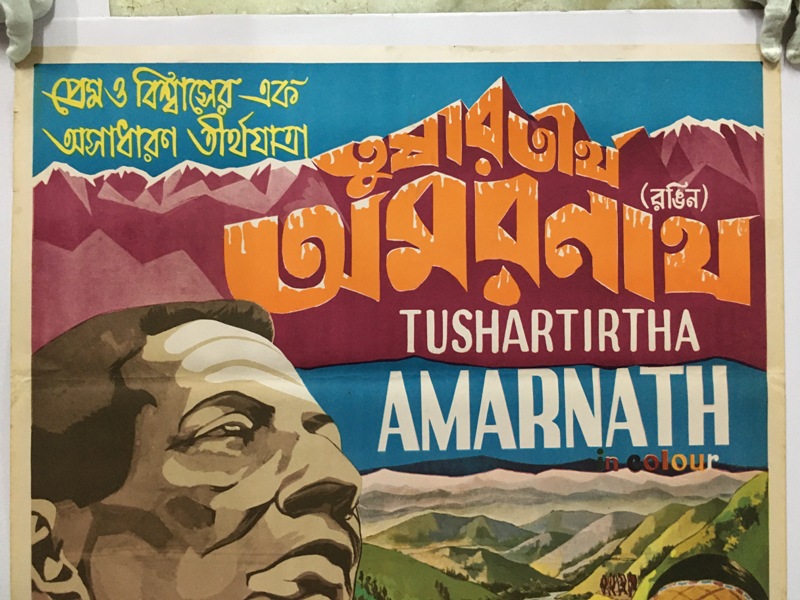 প্রেম ও বিশ্বাসের এক
অসাধারণ তীর্থযাত্রা
তুষারতীর্থ
অমরনাথ
(রঙিন)
TUSHARTIRTHA
AMARNATH
in colour